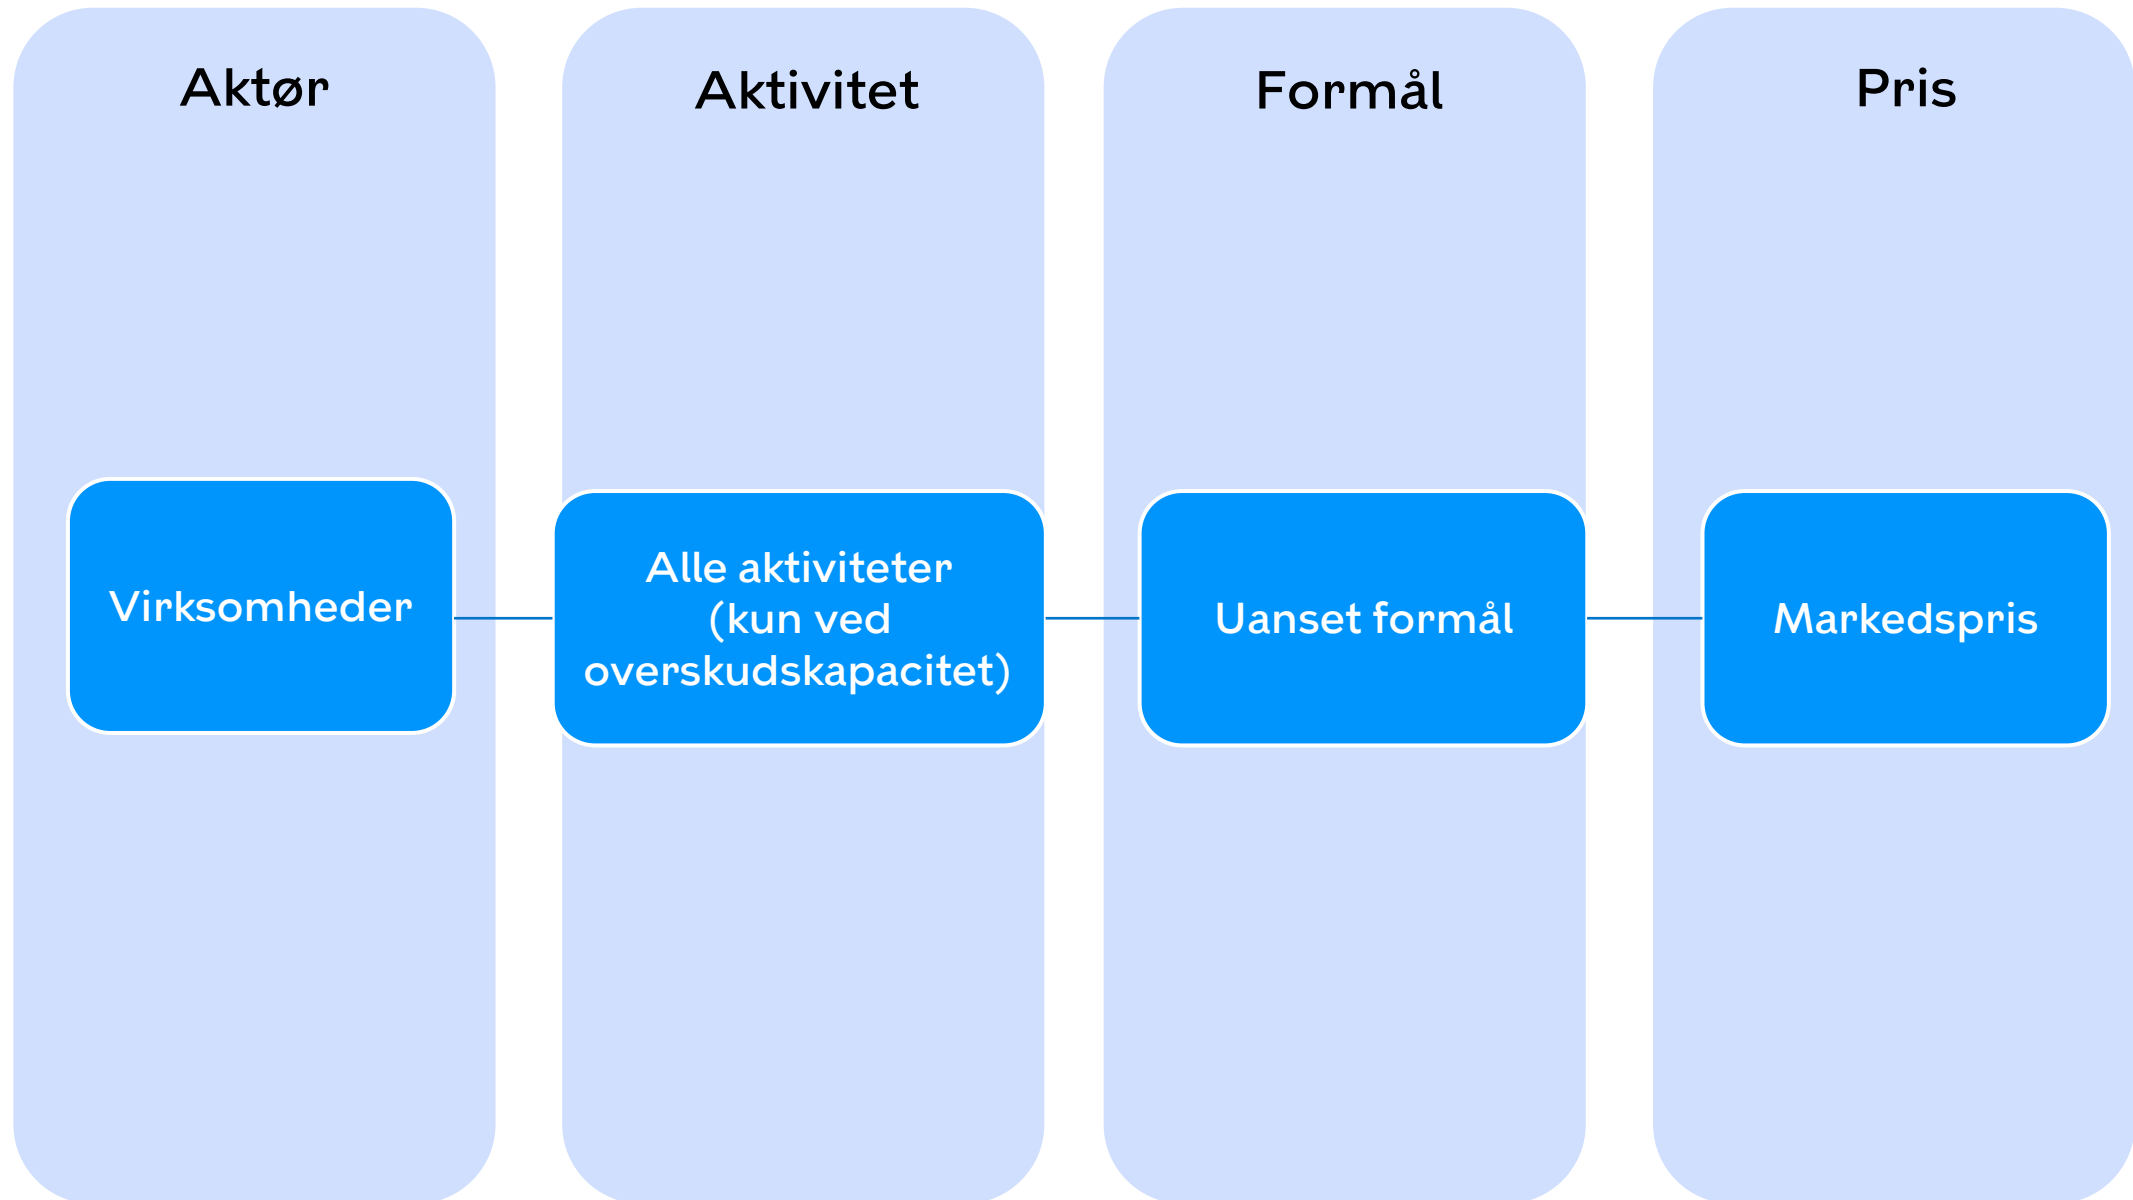 Aktør
Aktivitet
Formål
Pris
Virksomheder
Alle aktiviteter
(kun ved
overskudskapacitet)
Uanset formål
Markedspris